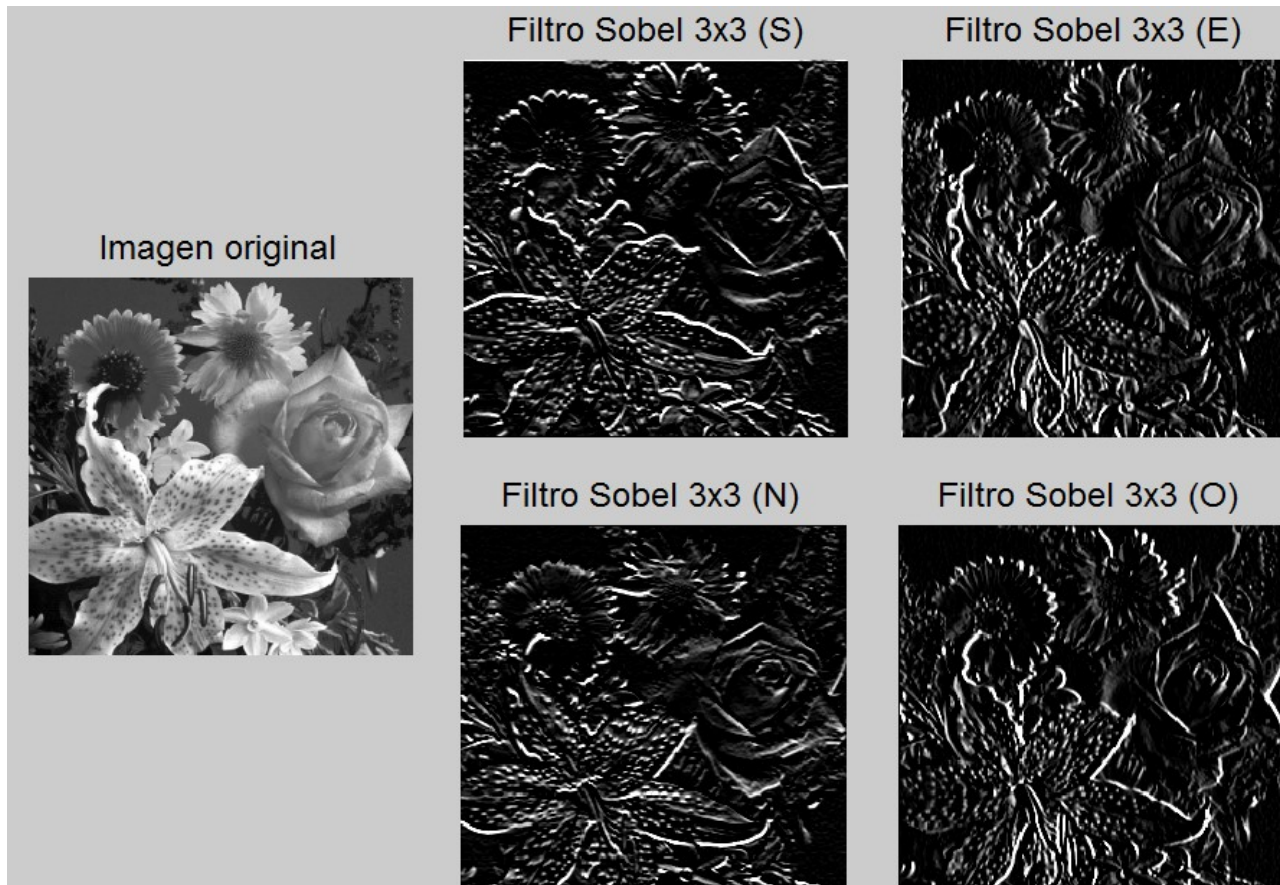 Filtro Sobel 3x3 (S)
Filtro Sobel 3x3 (E)
Imagen original
Filtro Sobel 3x3 (N)
Filtro Sobel 3x3 (O)